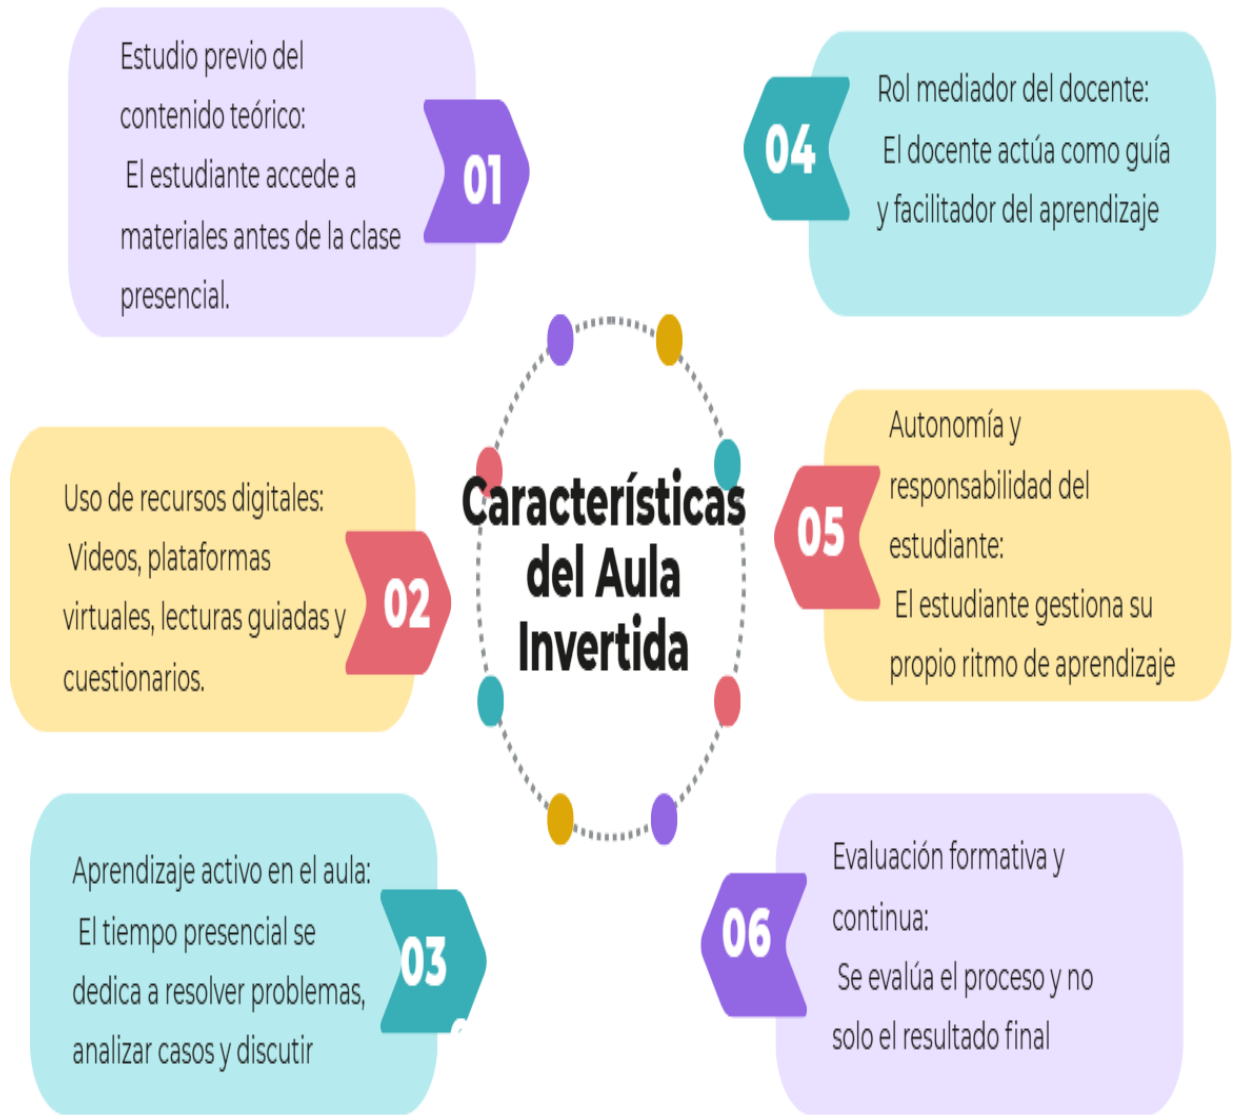 Estudio previo del
contenido teórico:
El estudiante accede a
materiales antes de la clase
presencial.
01
Uso de recursos digitales:
Videos, plataformas
virtuales, lecturas guiadas y
cuestionarios.
02
Aprendizaje activo en el aula:
El tiempo presencial se
dedica a resolver problemas,
analizar casos y discutir
03
Características
del Aula
Invertida
04
Rol mediador del docente:
El docente actúa como guía
y facilitador del aprendizaje
05
Autonomía y
responsabilidad del
estudiante:
El estudiante gestiona su
propio ritmo de aprendizaje
06
Evaluación formativa y
continua:
Se evalúa el proceso y no
solo el resultado final